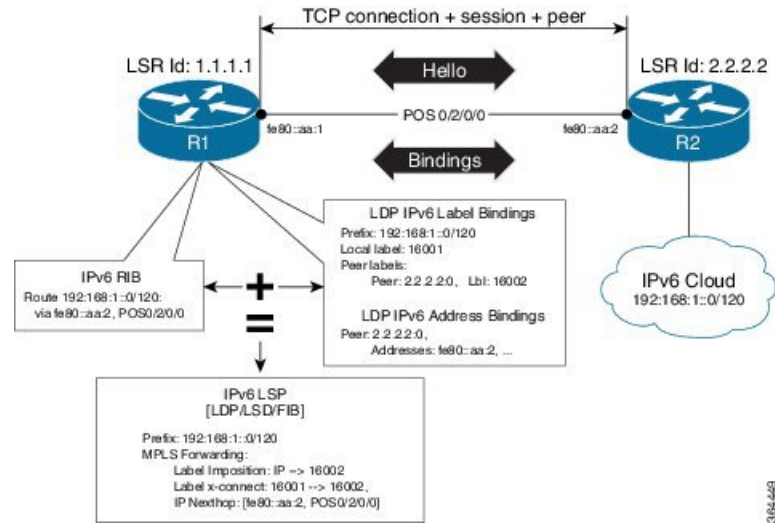 TCP connection + session + peer
LSR Id: 1.1.1.1
LSR Id: 2.2.2.2
Hello
POS 0/2/0/0
fe80::aa:1
fe80::aa:2
R1
R2
Bindings
LDP IPv6 Label Bindings
Prefix: 192:168:1::0/120
Local label: 16001
Peer labels:
Peer: 2.2.2.2:0, Lbl: 16002
LDP IPv6 Address Bindings
Peer: 2.2.2.2:0,
Addresses: fe80::aa:2, ...
IPv6 RIB
Route 192:168:1::0/120:
via fe80::aa:2, POS0/2/0/0
+
=
IPv6 Cloud
192:168:1::0/120
IPv6 LSP
[LDP/LSD/FIB]
Prefix: 192:168:1::0/120
MPLS Forwarding:
Label Imposition: IP –> 16002
Label x-connect: 16001 --> 16002,
IP Nexthop: [fe80::aa:2, POS0/2/0/0]
364449